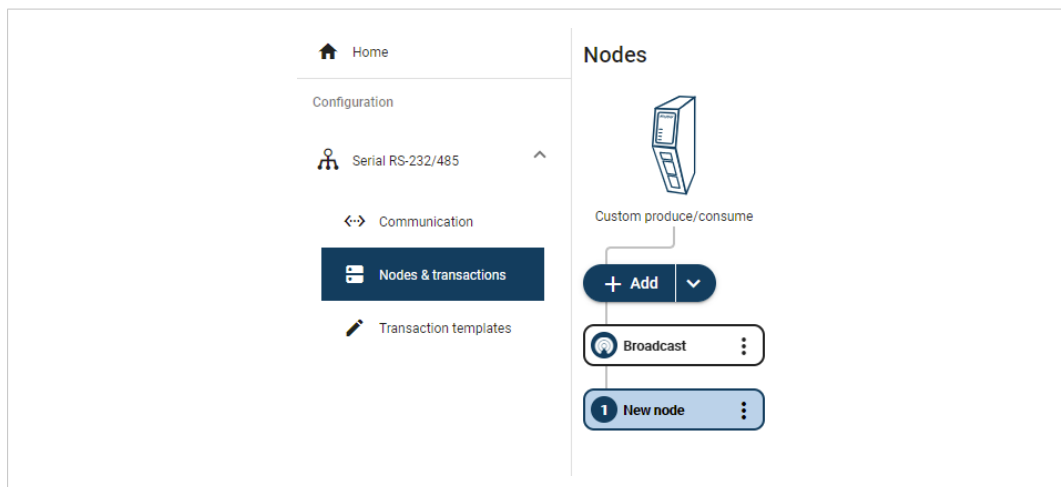 Home
Configuration
Serial RS-232/485
Communication
Nodes & transactions
Transaction templates
Nodes
Custom produce/consume
+ Add
Broadcast
1 New node